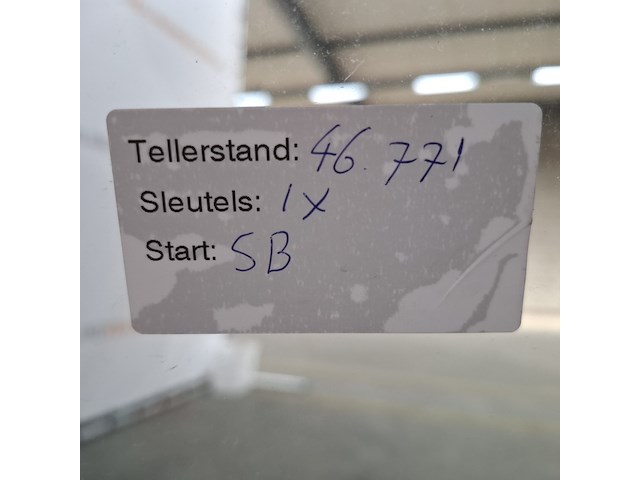 Tellerstand: 46.771
Sleutels: 1x
Start: SB